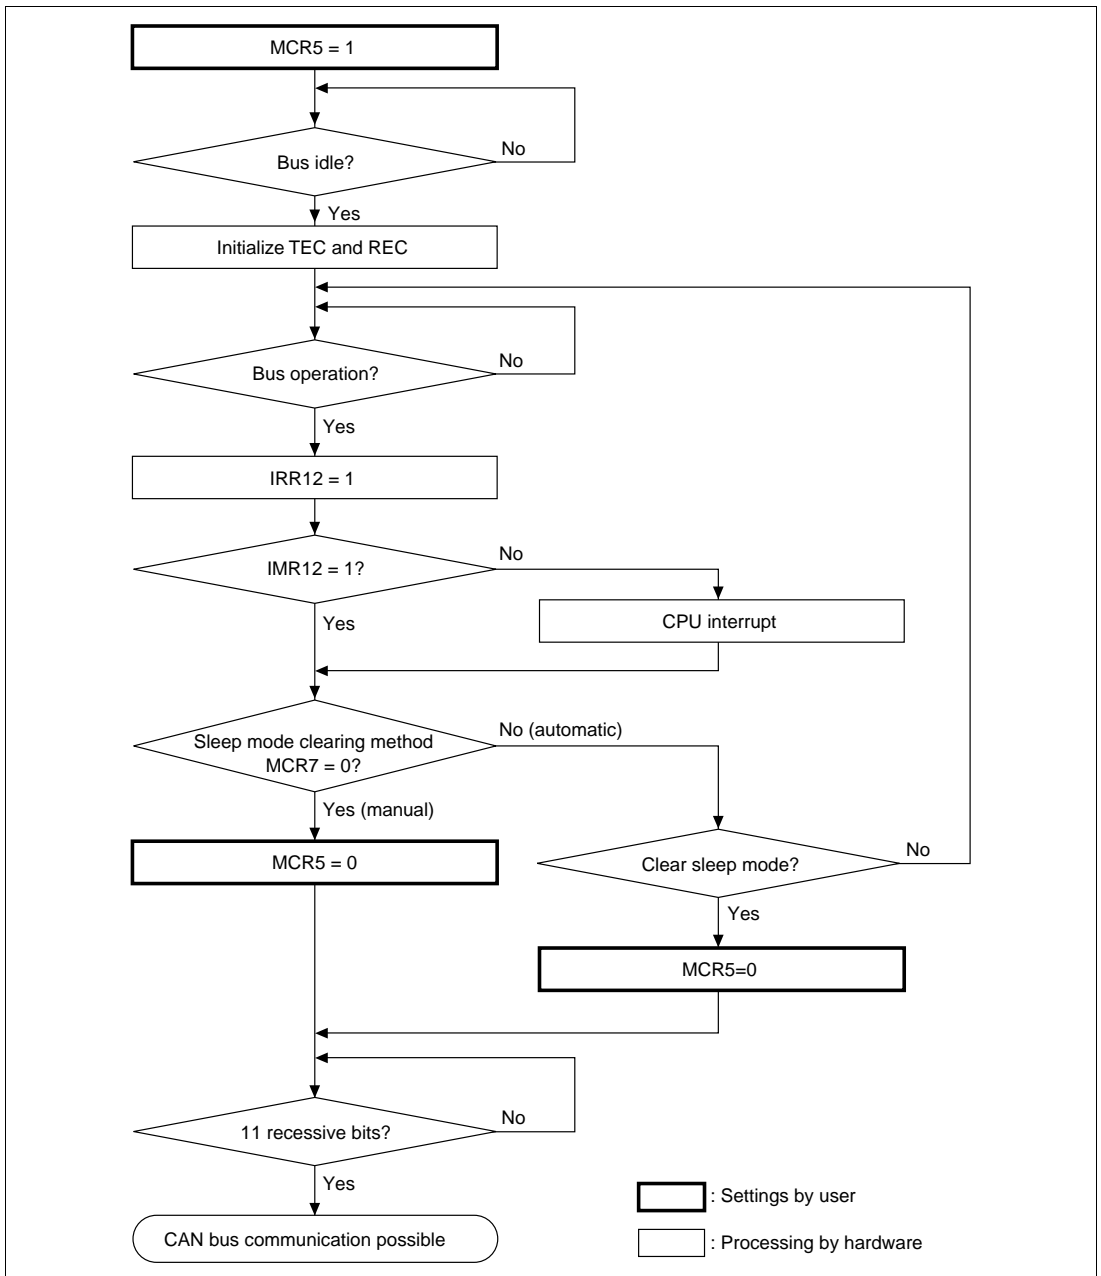 MCR5 = 1
Bus idle?
No
Yes
Initialize TEC and REC
Bus operation?
No
Yes
IRR12 = 1
IMR12 = 1?
No
Yes
CPU interrupt
Sleep mode clearing method
MCR7 = 0?
No (automatic)
Yes (manual)
MCR5 = 0
Clear sleep mode?
No
Yes
MCR5=0
11 recessive bits?
No
Yes
CAN bus communication possible
: Settings by user
: Processing by hardware